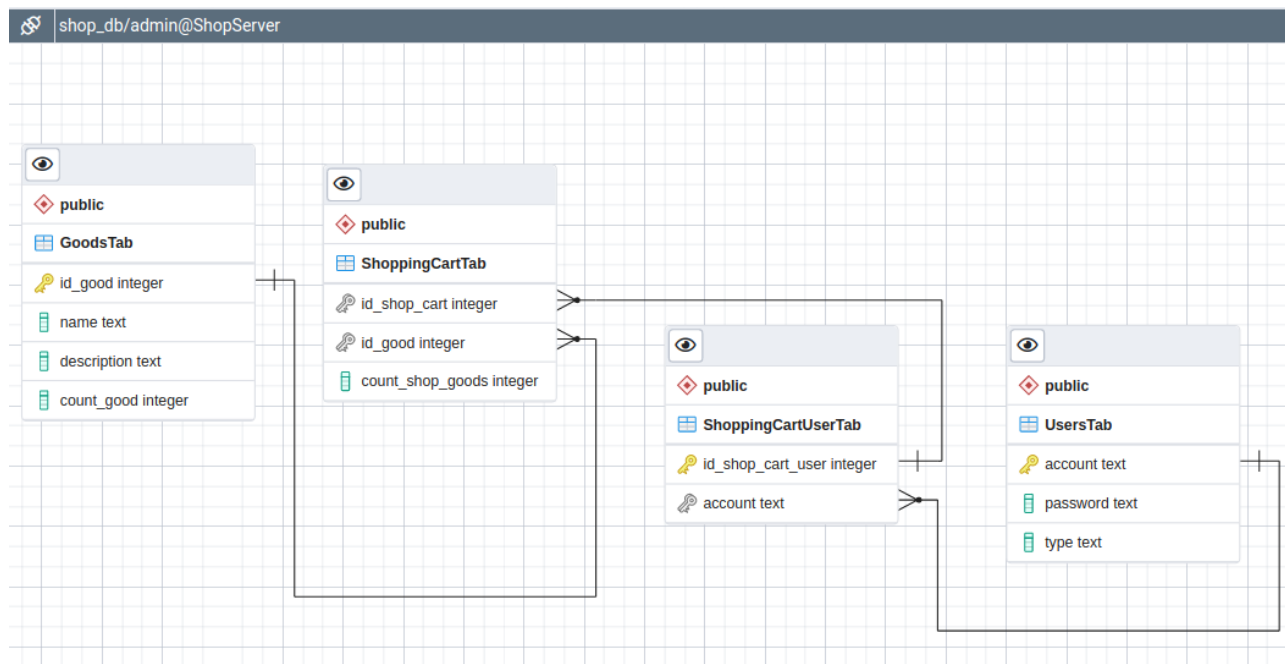 shop_db/admin@ShopServer
public
GoodsTab
id_good integer
name text
description text
count_good integer
public
ShoppingCartTab
id_shop_cart integer
id_good integer
count_shop_goods integer
public
ShoppingCartUserTab
id_shop_cart_user integer
account text
public
UsersTab
account text
password text
type text